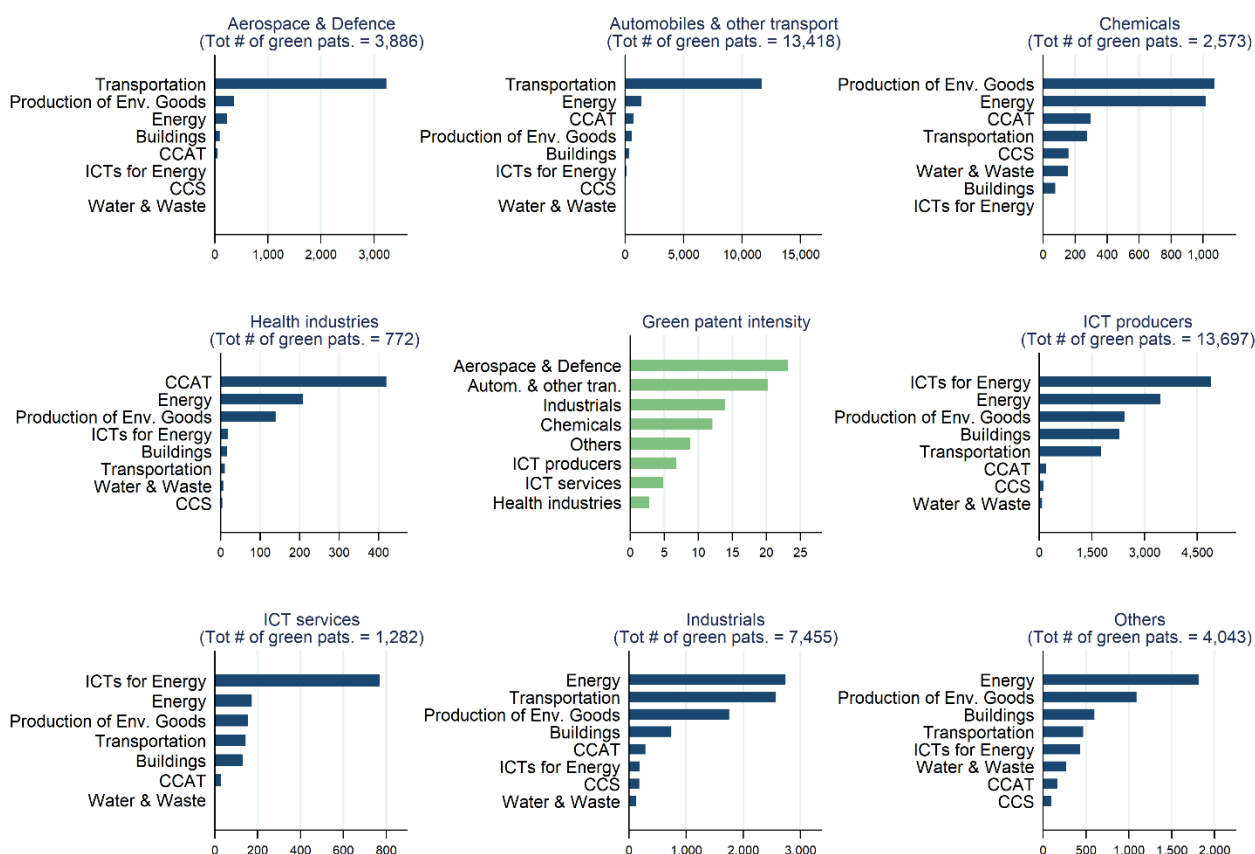 Aerospace & Defence
(Tot # of green pats. = 3,886)
Transportation
Production of Env. Goods
Energy
Buildings
CCAT
ICTs for Energy
CCS
Water & Waste
0 1,000 2,000 3,000
Automobiles & other transport
(Tot # of green pats. = 13,418)
Transportation
Energy
CCAT
Production of Env. Goods
Buildings
ICTs for Energy
CCS
Water & Waste
0 5,000 10,000 15,000
Chemicals
(Tot # of green pats. = 2,573)
Production of Env. Goods
Energy
CCAT
Transportation
CCS
Water & Waste
Buildings
ICTs for Energy
0 200 400 600 800 1,000
Health industries
(Tot # of green pats. = 772)
CCAT
Energy
Production of Env. Goods
ICTs for Energy
Buildings
Transportation
Water & Waste
CCS
0 100 200 300 400
Green patent intensity
Aerospace & Defence
Autom. & other tran.
Industrials
Chemicals
Others
ICT producers
ICT services
Health industries
0 5 10 15 20 25
ICT producers
(Tot # of green pats. = 13,697)
ICTs for Energy
Energy
Production of Env. Goods
Buildings
Transportation
CCAT
CCS
Water & Waste
0 1,500 3,000 4,500
ICT services
(Tot # of green pats. = 1,282)
ICTs for Energy
Energy
Production of Env. Goods
Transportation
Buildings
CCAT
Water & Waste
0 200 400 600 800
Industrials
(Tot # of green pats. = 7,455)
Energy
Transportation
Production of Env. Goods
Buildings
CCAT
ICTs for Energy
CCS
Water & Waste
0 1,000 2,000 3,000
Others
(Tot # of green pats. = 4,043)
Energy
Production of Env. Goods
Buildings
Transportation
ICTs for Energy
Water & Waste
CCAT
CCS
0 500 1,000 1,500 2,000